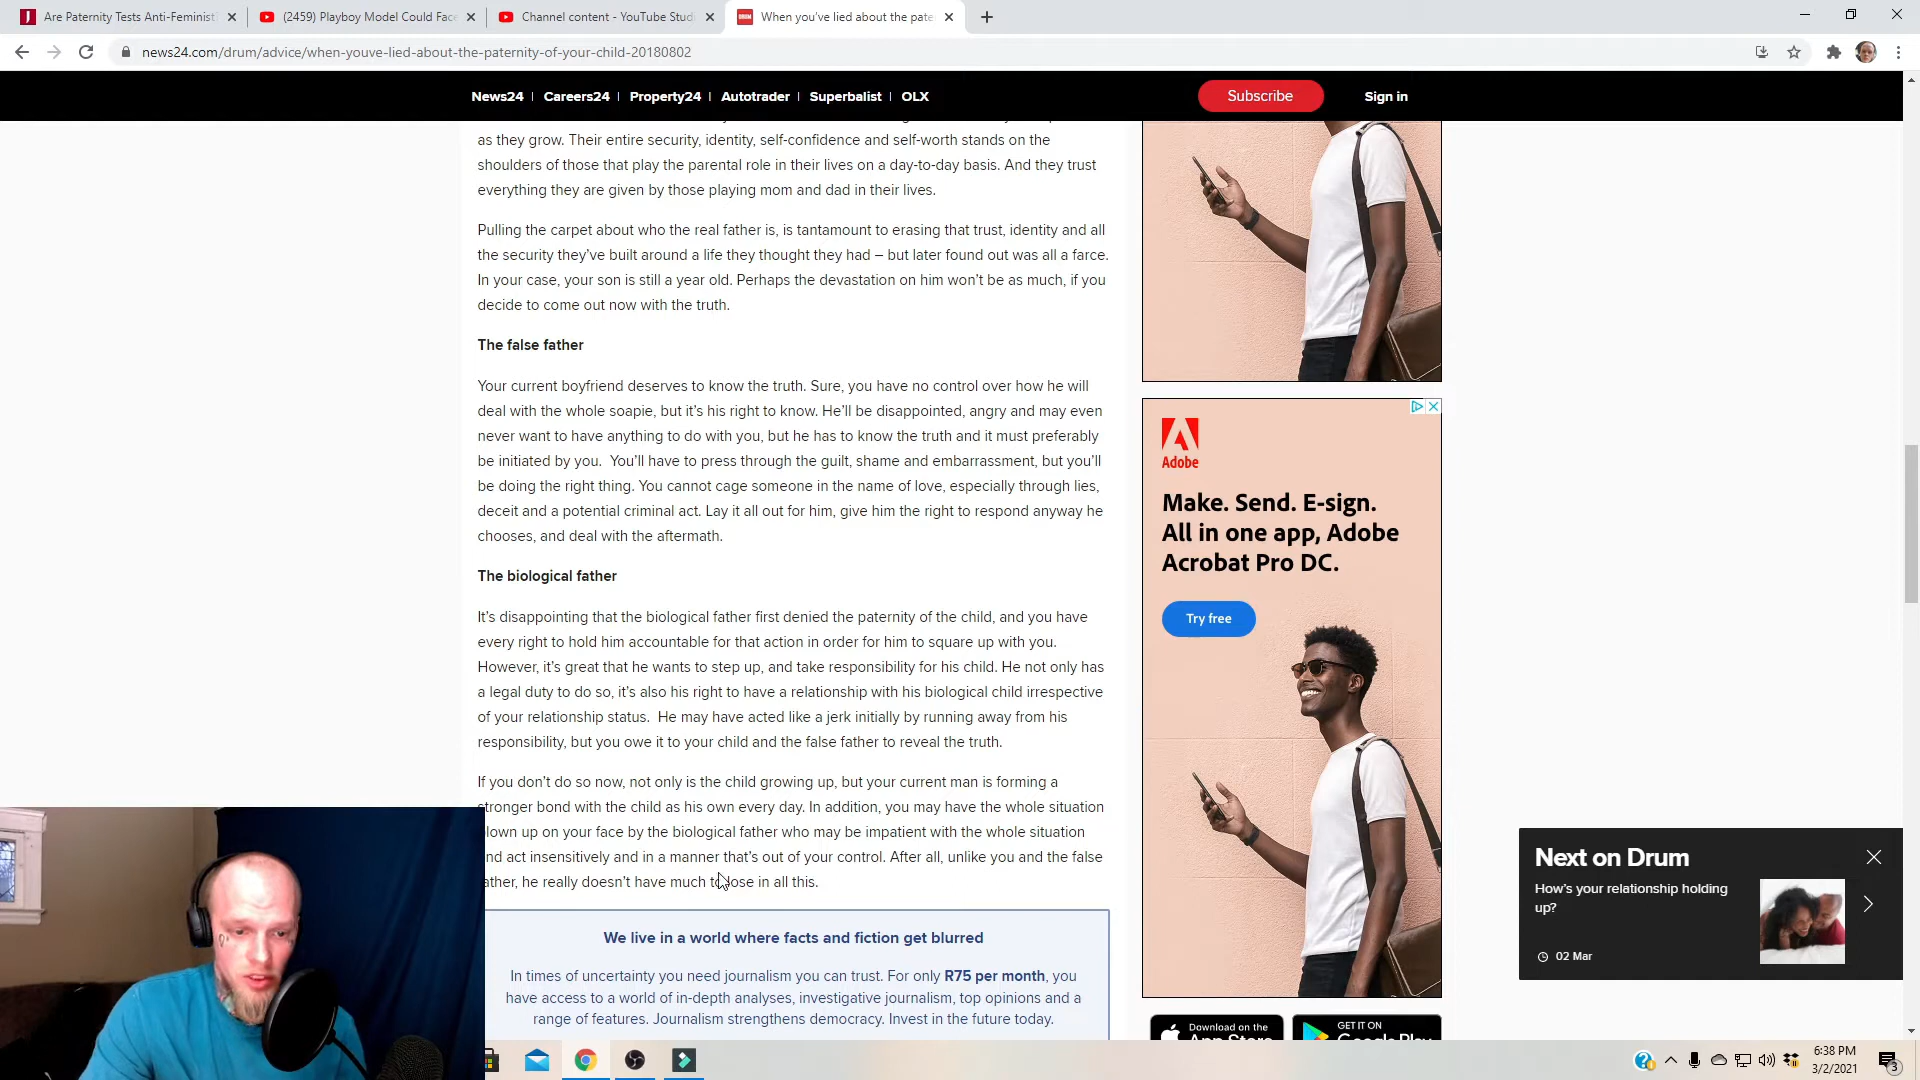 Are Paternity Tests Anti-Feminist?
(2459) Playboy Model Could Face
Channel content - YouTube Studi
When you've lied about the pate
news24.com/drum/advice/when-youve-lied-about-the-paternity-of-your-child-20180802
News24 | Careers24 | Property24 | Autotrader | Superbalist | OLX
Subscribe
Sign in
as they grow. Their entire security, identity, self-confidence and self-worth stands on the
shoulders of those that play the parental role in their lives on a day-to-day basis. And they trust
everything they are given by those playing mom and dad in their lives.
Pulling the carpet about who the real father is, is tantamount to erasing that trust, identity and all
the security they've built around a life they thought they had – but later found out was all a farce.
In your case, your son is still a year old. Perhaps the devastation on him won't be as much, if you
decide to come out now with the truth.
The false father
Your current boyfriend deserves to know the truth. Sure, you have no control over how he will
deal with the whole soapie, but it's his right to know. He'll be disappointed, angry and may even
never want to have anything to do with you, but he has to know the truth and it must preferably
be initiated by you. You'll have to press through the guilt, shame and embarrassment, but you'll
be doing the right thing. You cannot cage someone in the name of love, especially through lies,
deceit and a potential criminal act. Lay it all out for him, give him the right to respond anyway he
chooses, and deal with the aftermath.
The biological father
It's disappointing that the biological father first denied the paternity of the child, and you have
every right to hold him accountable for that action in order for him to square up with you.
However, it's great that he wants to step up, and take responsibility for his child. He not only has
a legal duty to do so, it's also his right to have a relationship with his biological child irrespective
of your relationship status. He may have acted like a jerk initially by running away from his
responsibility, but you owe it to your child and the false father to reveal the truth.
If you don't do so now, not only is the child growing up, but your current man is forming a
stronger bond with the child as his own every day. In addition, you may have the whole situation
blown up on your face by the biological father who may be impatient with the whole situation
and act insensitively and in a manner that's out of your control. After all, unlike you and the false
father, he really doesn't have much to lose in all this.
We live in a world where facts and fiction get blurred
In times of uncertainty you need journalism you can trust. For only R75 per month, you
have access to a world of in-depth analyses, investigative journalism, top opinions and a
range of features. Journalism strengthens democracy. Invest in the future today.
Adobe
Make. Send. E-sign.
All in one app, Adobe
Acrobat Pro DC.
Try free
Download on the
App Store
GET IT ON
Google Play
Next on Drum
How's your relationship holding
up?
02 Mar
6:38 PM
3/2/2021
3